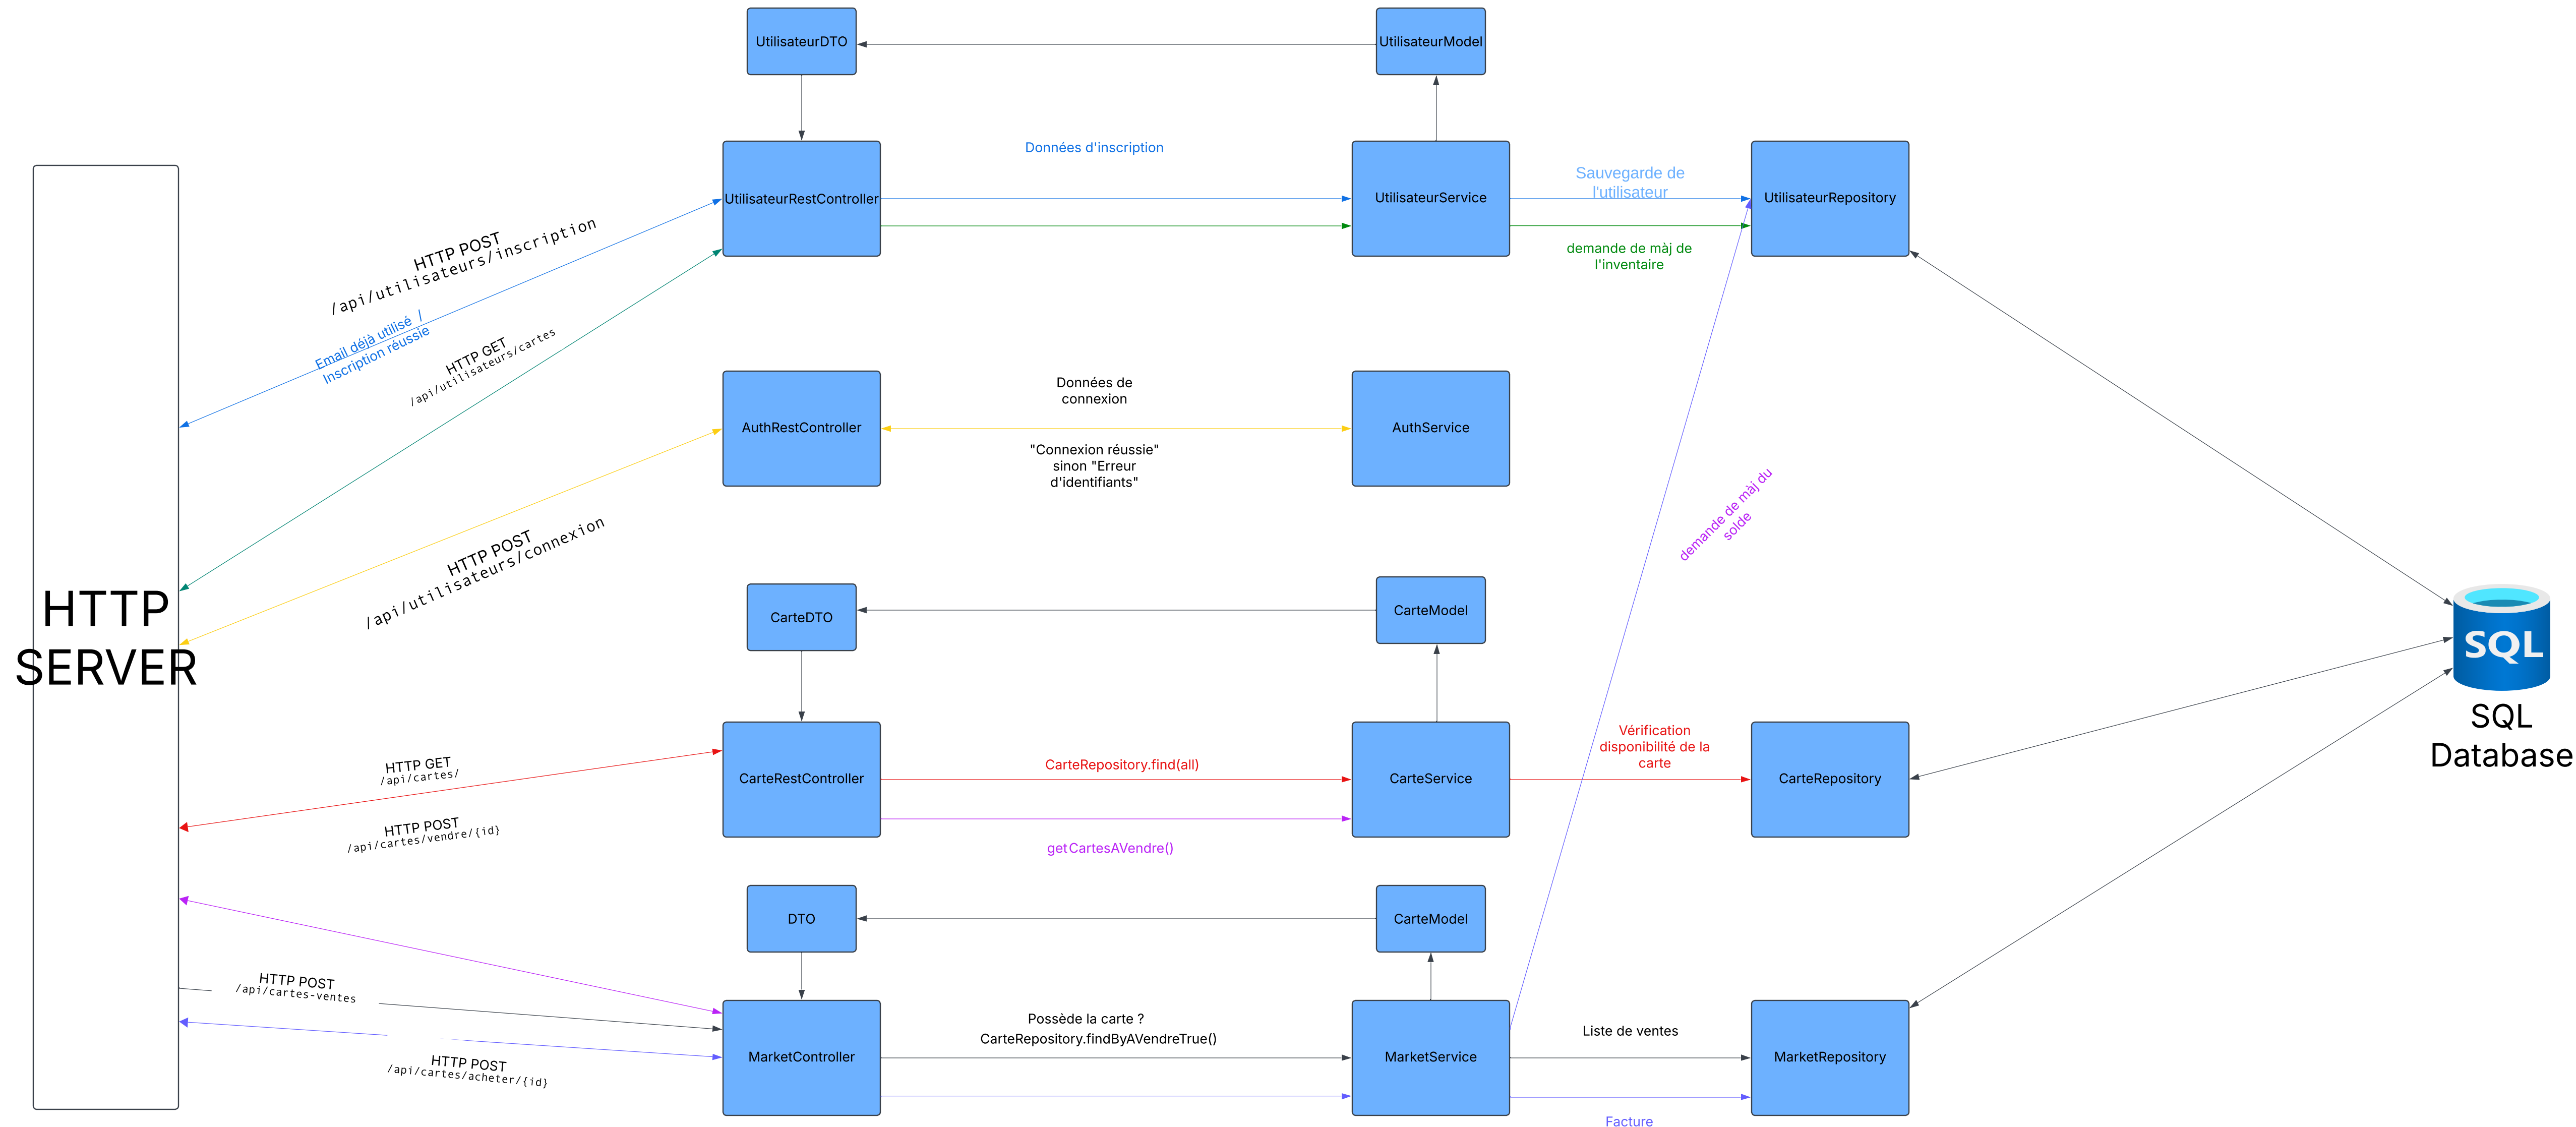 UtilisateurDTO
UtilisateurModel
Données d'inscription
UtilisateurRestController
UtilisateurService
Sauvegarde de
l'utilisateur
UtilisateurRepository
demande de màj de
l'inventaire
HTTP POST
/api/utilisateurs/inscription
Email déjà utilisé /
Inscription réussie
HTTP GET
/api/utilisateurs/cartes
Données de
connexion
AuthRestController
AuthService
"Connexion réussie"
sinon "Erreur
d'identifiants"
demande de màj du
solde
HTTP POST
/api/utilisateurs/connexion
HTTP
SERVER
CarteDTO
CarteModel
SQL
SQL
Database
HTTP GET
/api/cartes/
CarteRepository.find(all)
Vérification
disponibilité de la
carte
CarteRestController
CarteService
CarteRepository
HTTP POST
/api/cartes/vendre/{id}
getCartesAVendre()
DTO
CarteModel
HTTP POST
/api/cartes-ventes
Possède la carte ?
CarteRepository.findByAVendreTrue()
Liste de ventes
MarketController
MarketService
MarketRepository
HTTP POST
/api/cartes/acheter/{id}
Facture